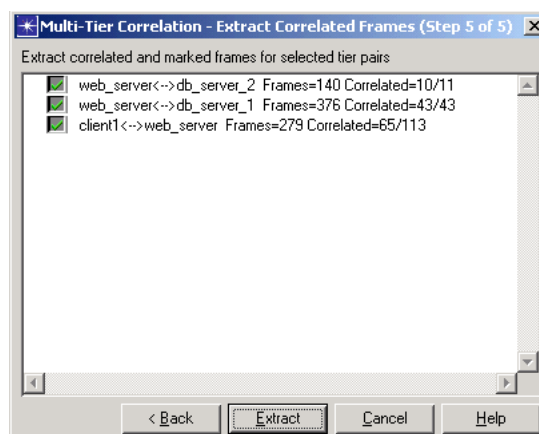 Multi-Tier Correlation - Extract Correlated Frames (Step 5 of 5)
Extract correlated and marked frames for selected tier pairs
web_server<-->db_server_2 Frames=140 Correlated=10/11
web_server<-->db_server_1 Frames=376 Correlated=43/43
client1<-->web_server Frames=279 Correlated=65/113
< Back Extract Cancel Help